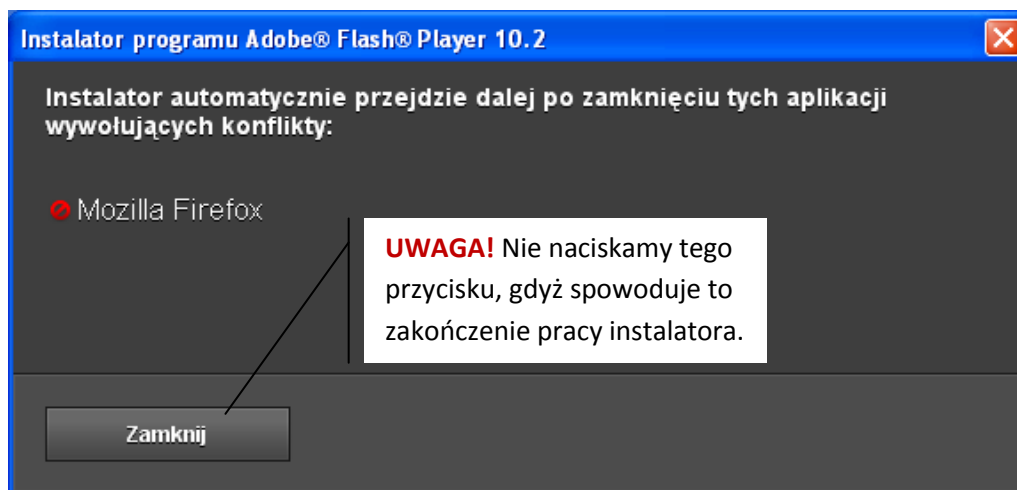 Instalator programu Adobe® Flash® Player 10.2
Instalator automatycznie przejdzie dalej po zamknięciu tych aplikacji
wywołujących konflikty:
Mozilla Firefox
UWAGA! Nie naciskamy tego
przycisku, gdyż spowoduje to
zakończenie pracy instalatora.
Zamknij